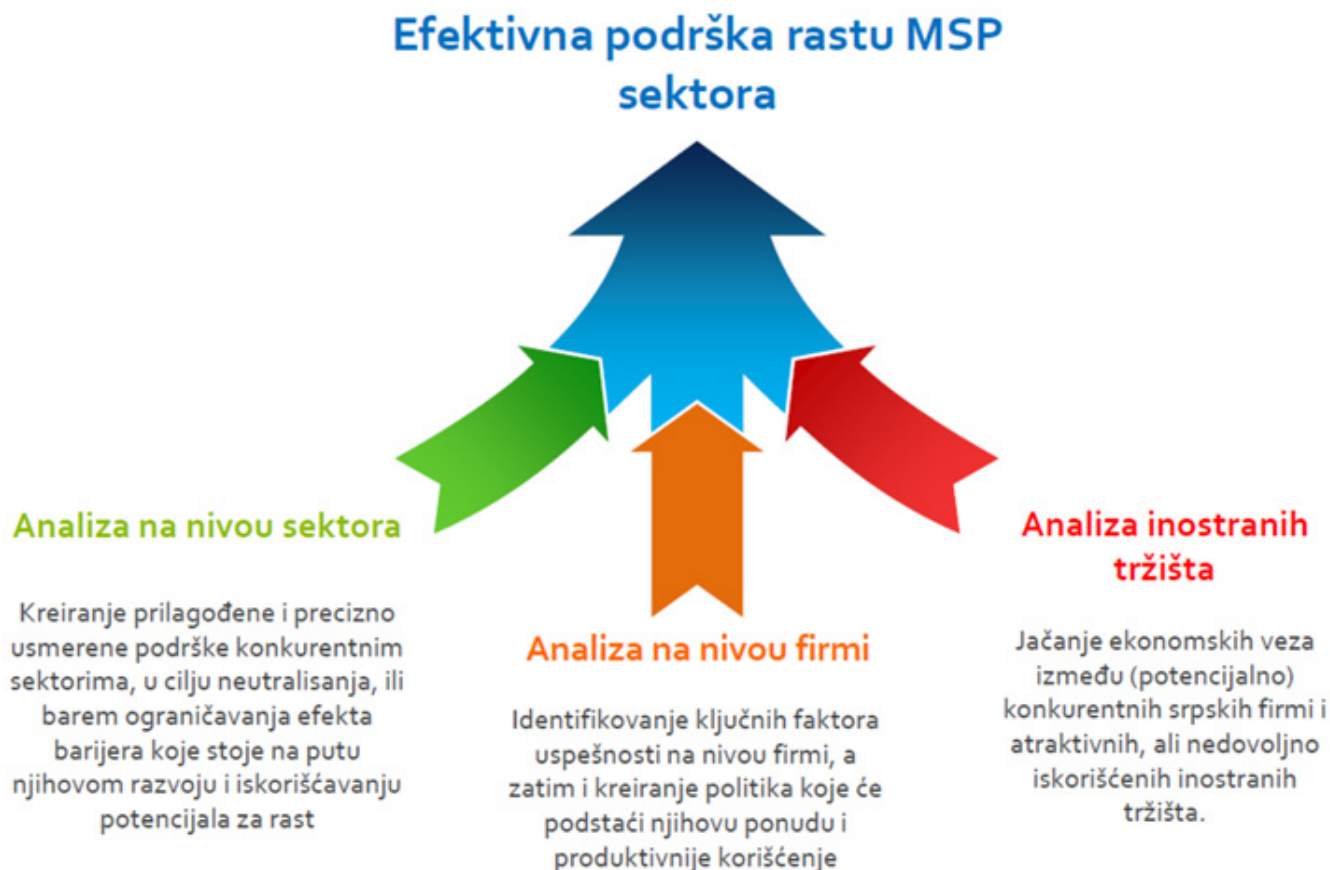 Efektivna podrška rastu MSP
sektora
Analiza na nivou sektora
Kreiranje prilagođene i precizno
usmerene podrške konkurentnim
sektorima, u cilju neutralisanja, ili
barem ograničavanja efekta
barijera koje stoje na putu
njihovom razvoju i iskorišćavanju
potencijala za rast
Analiza na nivou firmi
Identifikovanje ključnih faktora
uspešnosti na nivou firmi, a
zatim i kreiranje politika koje će
podstaći njihovu ponudu i
produktivnije korišćenje
Analiza inostranih
tržišta
Jačanje ekonomskih veza
između (potencijalno)
konkurentnih srpskih firmi i
atraktivnih, ali nedovoljno
iskorišćenih inostranih
tržišta.